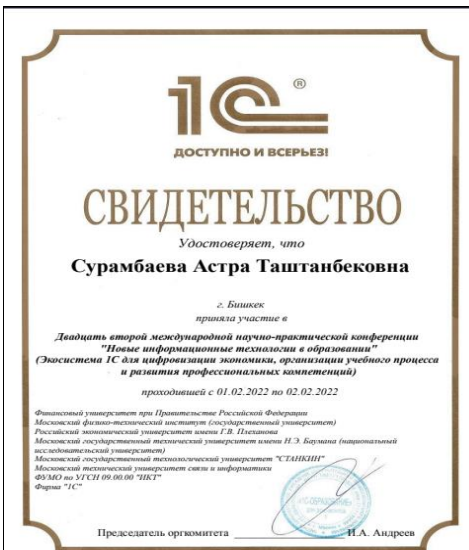 1С®
ДОСТУПНО И ВСЕРЬЕЗ!
СВИДЕТЕЛЬСТВО
Удостоверяет, что
Сурамбаева Астра Таштанбековна
г. Бишкек
приняла участие в
Двадцать второй международной научно-практической конференции
"Новые информационные технологии в образовании"
(Экосистема 1С для цифровизации экономики, организации учебного процесса
и развития профессиональных компетенций)
проходившей с 01.02.2022 по 02.02.2022
Финансовый университет при Правительстве Российской Федерации
Московский физико-технический институт (государственный университет)
Российский экономический университет имени Г.В. Плеханова
Московский государственный технический университет имени Н.Э. Баумана (национальный
исследовательский университет)
Московский государственный технологический университет "СТАНКИН"
Московский технический университет связи и информатики
ФУМО по УГСН 09.00.00 "ИКТ"
Фирма "1С"
Председатель оргкомитета И.А. Андреев